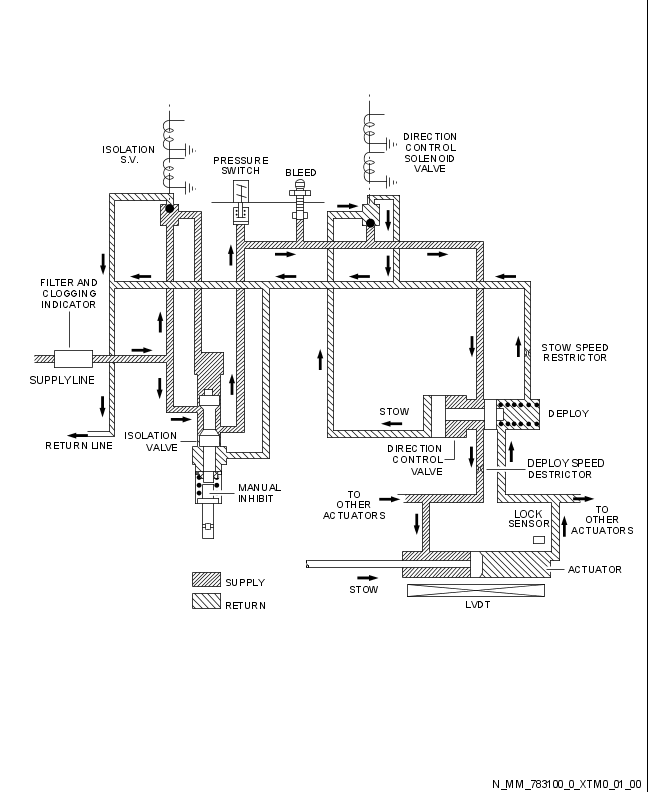 ISOLATION
S.V.
PRESSURE
SWITCH
BLEED
DIRECTION
CONTROL
SOLENOID
VALVE
FILTER AND
CLOGGING
INDICATOR
SUPPLY LINE
STOW SPEED
RESTRICTOR
STOW
DEPLOY
RETURN LINE
ISOLATION
VALVE
DIRECTION
CONTROL
VALVE
DEPLOY SPEED
DESTRICTOR
MANUAL
INHIBIT
TO
OTHER
ACTUATORS
LOCK
SENSOR
TO
OTHER
ACTUATORS
SUPPLY
RETURN
STOW
ACTUATOR
LVDT
N_MM_783100_0_XTM0_01_00